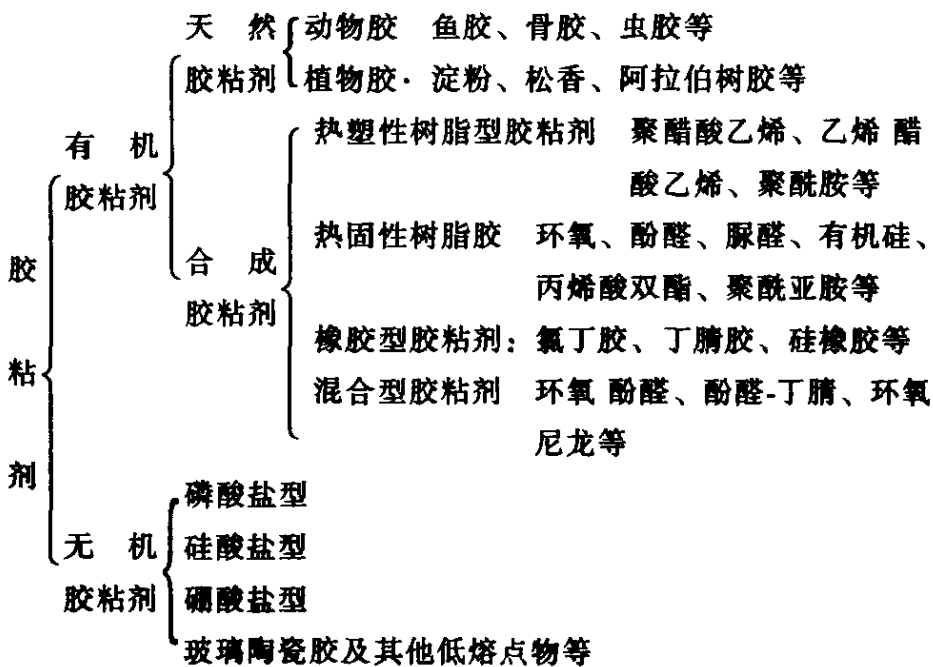 天 然 动物胶 鱼胶、骨胶、虫胶等
胶粘剂 植物胶· 淀粉、松香、阿拉伯树胶等
有 机
胶粘剂
热塑性树脂型胶粘剂 聚醋酸乙烯、乙烯 醋
酸乙烯、聚酰胺等
热固性树脂胶 环氧、酚醛、脲醛、有机硅、
丙烯酸双酯、聚酰亚胺等
合 成
胶粘剂
橡胶型胶粘剂：氯丁胶、丁腈胶、硅橡胶等
混合型胶粘剂 环氧 酚醛、酚醛-丁腈、环氧
尼龙等
胶
粘
剂
无 机
胶粘剂
磷酸盐型
硅酸盐型
硼酸盐型
玻璃陶瓷胶及其他低熔点物等